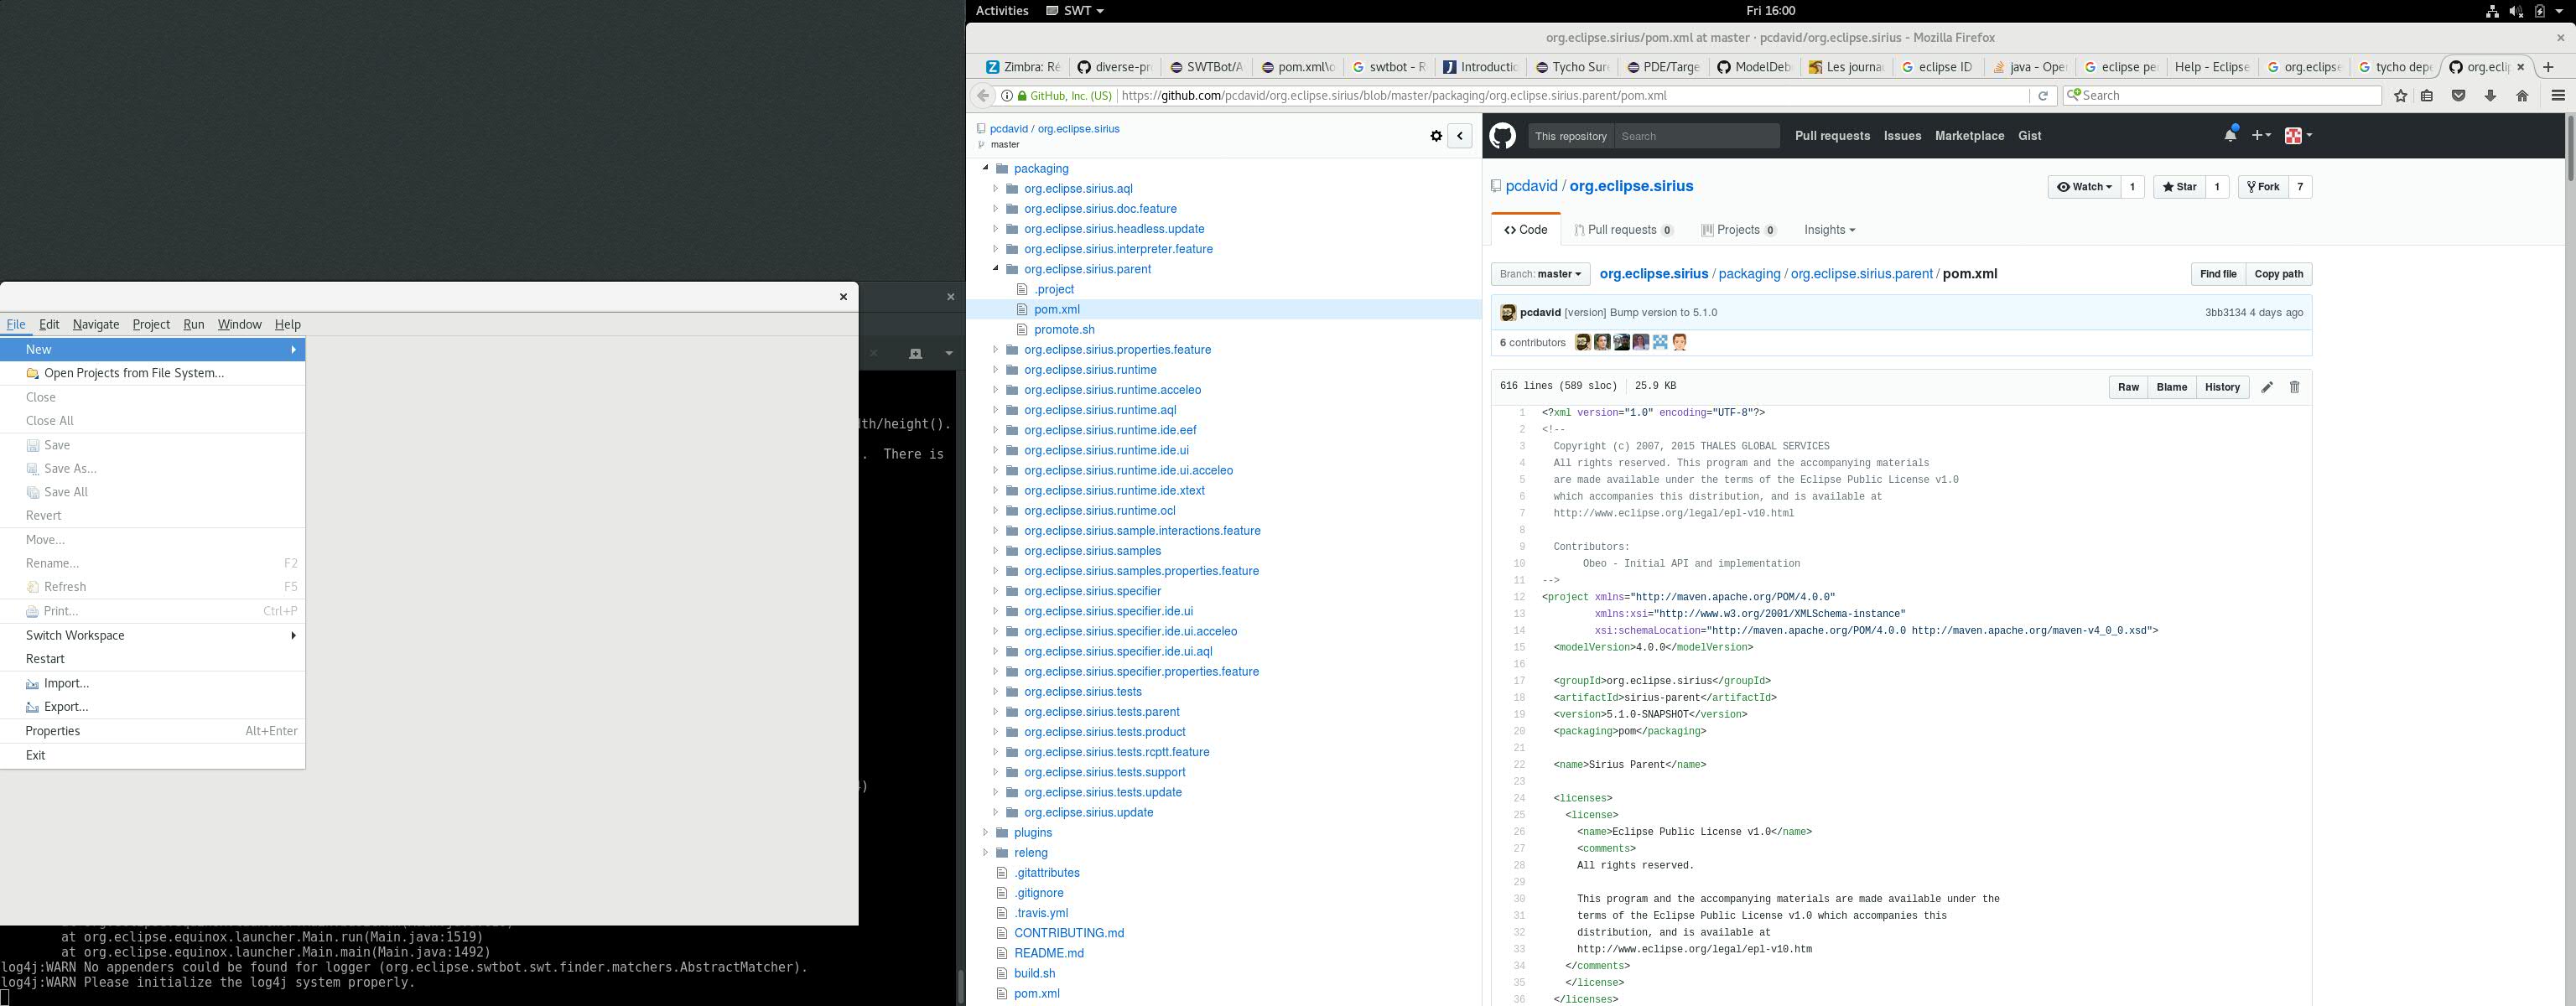 Activities SWT Fri 16:00
org.eclipse.sirius/pom.xml at master · pcdavid/org.eclipse.sirius - Mozilla Firefox
Zimbra: Ré diverse-pr SWTBot/A pom.xml\o swtbot - R Introductio Tycho Sur PDE/Targe ModelDeb Les journa eclipse ID java - Ope eclipse pe Help - Eclipse org.eclipse tycho depe org.eclip
GitHub, Inc. (US) https://github.com/pcdavid/org.eclipse.sirius/blob/master/packaging/org.eclipse.sirius.parent/pom.xml Search
pcdavid / org.eclipse.sirius
master
packaging
org.eclipse.sirius.aql
org.eclipse.sirius.doc.feature
org.eclipse.sirius.headless.update
org.eclipse.sirius.interpreter.feature
org.eclipse.sirius.parent
.project
pom.xml
promote.sh
org.eclipse.sirius.properties.feature
org.eclipse.sirius.runtime
org.eclipse.sirius.runtime.acceleo
org.eclipse.sirius.runtime.aql
org.eclipse.sirius.runtime.ide.eef
org.eclipse.sirius.runtime.ide.ui
org.eclipse.sirius.runtime.ide.ui.acceleo
org.eclipse.sirius.runtime.ide.xtext
org.eclipse.sirius.runtime.ocl
org.eclipse.sirius.sample.interactions.feature
org.eclipse.sirius.samples
org.eclipse.sirius.samples.properties.feature
org.eclipse.sirius.specifier
org.eclipse.sirius.specifier.ide.ui
org.eclipse.sirius.specifier.ide.ui.acceleo
org.eclipse.sirius.specifier.ide.ui.aql
org.eclipse.sirius.specifier.properties.feature
org.eclipse.sirius.tests
org.eclipse.sirius.tests.parent
org.eclipse.sirius.tests.product
org.eclipse.sirius.tests.rcptt.feature
org.eclipse.sirius.tests.support
org.eclipse.sirius.tests.update
org.eclipse.sirius.update
plugins
releng
.gitattributes
.gitignore
.travis.yml
CONTRIBUTING.md
README.md
build.sh
pom.xml
This repository Search Pull requests Issues Marketplace Gist
pcdavid / org.eclipse.sirius Watch 1 Star 1 Fork 7
Code Pull requests 0 Projects 0 Insights
Branch: master org.eclipse.sirius / packaging / org.eclipse.sirius.parent / pom.xml Find file Copy path
pcdavid [version] Bump version to 5.1.0 3bb3134 4 days ago
6 contributors
616 lines (589 sloc) 25.9 KB Raw Blame History
1 <?xml version="1.0" encoding="UTF-8"?>
2 <!--
3 Copyright (c) 2007, 2015 THALES GLOBAL SERVICES
4 All rights reserved. This program and the accompanying materials
5 are made available under the terms of the Eclipse Public License v1.0
6 which accompanies this distribution, and is available at
7 http://www.eclipse.org/legal/epl-v10.html
8
9 Contributors:
10 Obeo - Initial API and implementation
11 -->
12 <project xmlns="http://maven.apache.org/POM/4.0.0"
13 xmlns:xsi="http://www.w3.org/2001/XMLSchema-instance"
14 xsi:schemaLocation="http://maven.apache.org/POM/4.0.0 http://maven.apache.org/maven-v4_0_0.xsd">
15 <modelVersion>4.0.0</modelVersion>
16
17 <groupId>org.eclipse.sirius</groupId>
18 <artifactId>sirius-parent</artifactId>
19 <version>5.1.0-SNAPSHOT</version>
20 <packaging>pom</packaging>
21
22 <name>Sirius Parent</name>
23
24 <licenses>
25 <license>
26 <name>Eclipse Public License v1.0</name>
27 <comments>
28 All rights reserved.
29
30 This program and the accompanying materials are made available under the
31 terms of the Eclipse Public License v1.0 which accompanies this
32 distribution, and is available at
33 http://www.eclipse.org/legal/epl-v10.htm
34 </comments>
35 </license>
36 </licenses>
File Edit Navigate Project Run Window Help
New
Open Projects from File System...
Close
Close All
Save
Save As...
Save All
Revert
Move...
Rename... F2
Refresh F5
Print... Ctrl+P
Switch Workspace
Restart
Import...
Export...
Properties Alt+Enter
Exit
th/height().
. There is
)
at org.eclipse.equinox.launcher.Main.run(Main.java:1519)
at org.eclipse.equinox.launcher.Main.main(Main.java:1492)
log4j:WARN No appenders could be found for logger (org.eclipse.swtbot.swt.finder.matchers.AbstractMatcher).
log4j:WARN Please initialize the log4j system properly.